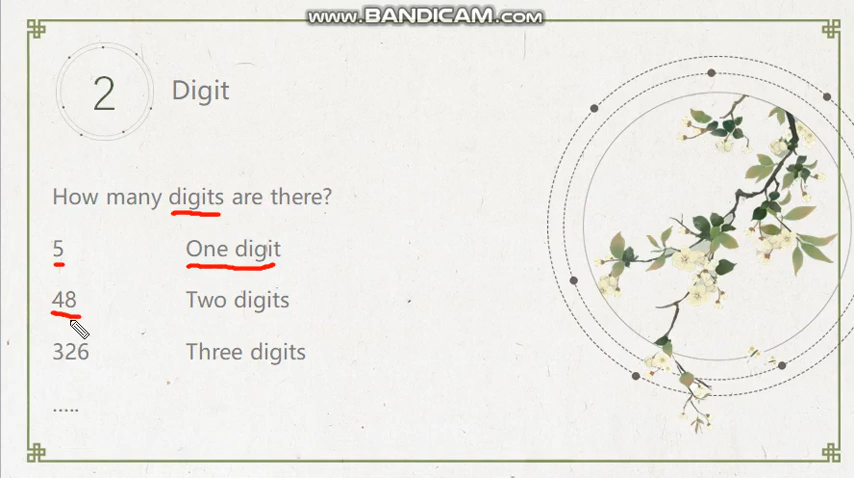 WWW.BANDICAM.COM
2 Digit
How many digits are there?
5 One digit
48 Two digits
326 Three digits
.....